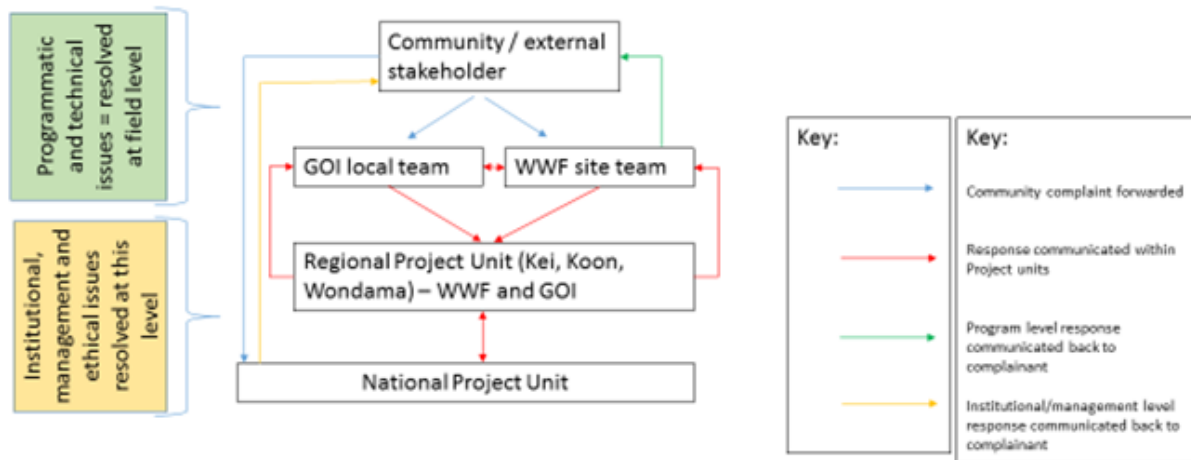 Programmatic
and technical
issues = resolved
at field level
Institutional,
management and
ethical issues
resolved at this
level
Community / external
stakeholder
GOI local team
WWF site team
Regional Project Unit (Kei, Koon,
Wondama) – WWF and GOI
National Project Unit
Key:
Key:
Community complaint forwarded
Response communicated within
Project units
Program level response
communicated back to
complainant
Institutional/management level
response communicated back to
complainant